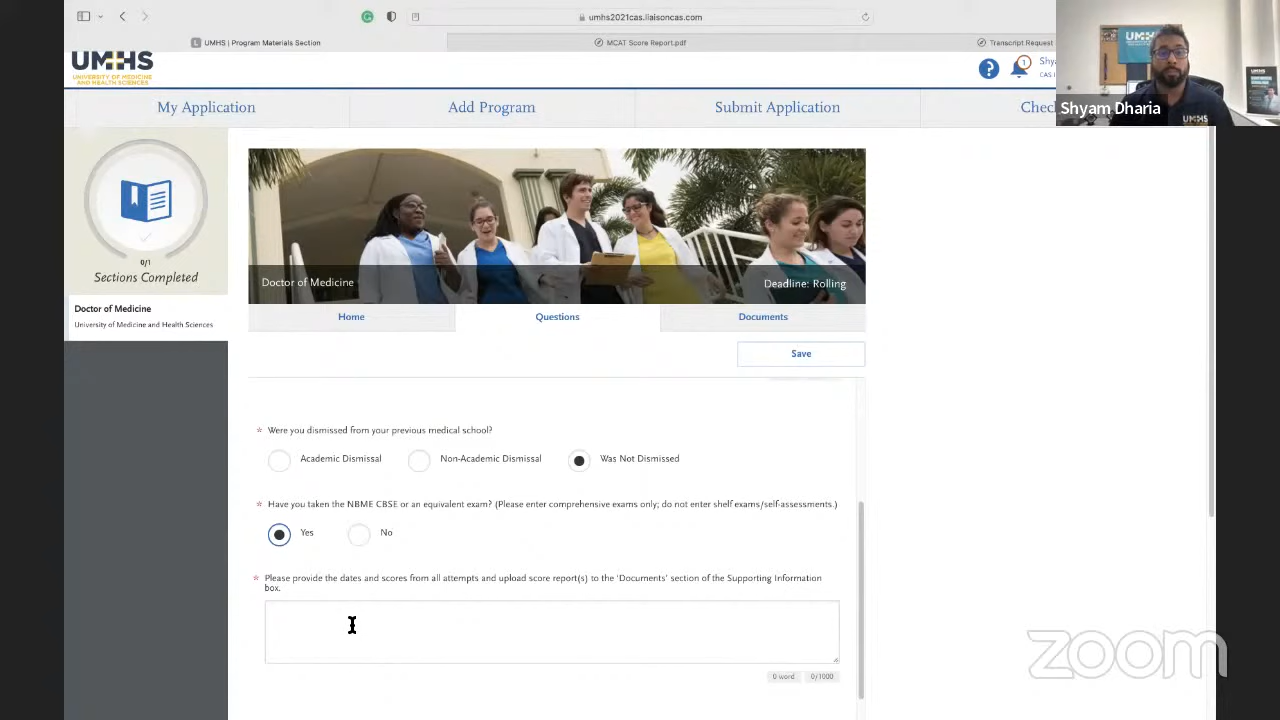 umhs2021cas.liaisoncas.com
UMHS | Program Materials Section
MCAT Score Report.pdf
Transcript Request
UMHS
UNIVERSITY OF MEDICINE
AND HEALTH SCIENCES
?
1
Shyam Dharia
UMHS
My Application
Add Program
Submit Application
0/1
Sections Completed
Doctor of Medicine
University of Medicine and Health Sciences
Doctor of Medicine
Deadline: Rolling
Home
Questions
Documents
Save
* Were you dismissed from your previous medical school?
Academic Dismissal
Non-Academic Dismissal
Was Not Dismissed
* Have you taken the NBME CBSE or an equivalent exam? (Please enter comprehensive exams only; do not enter shelf exams/self-assessments.)
Yes
No
* Please provide the dates and scores from all attempts and upload score report(s) to the 'Documents' section of the Supporting Information
box.
0 word
0/1000
zoom